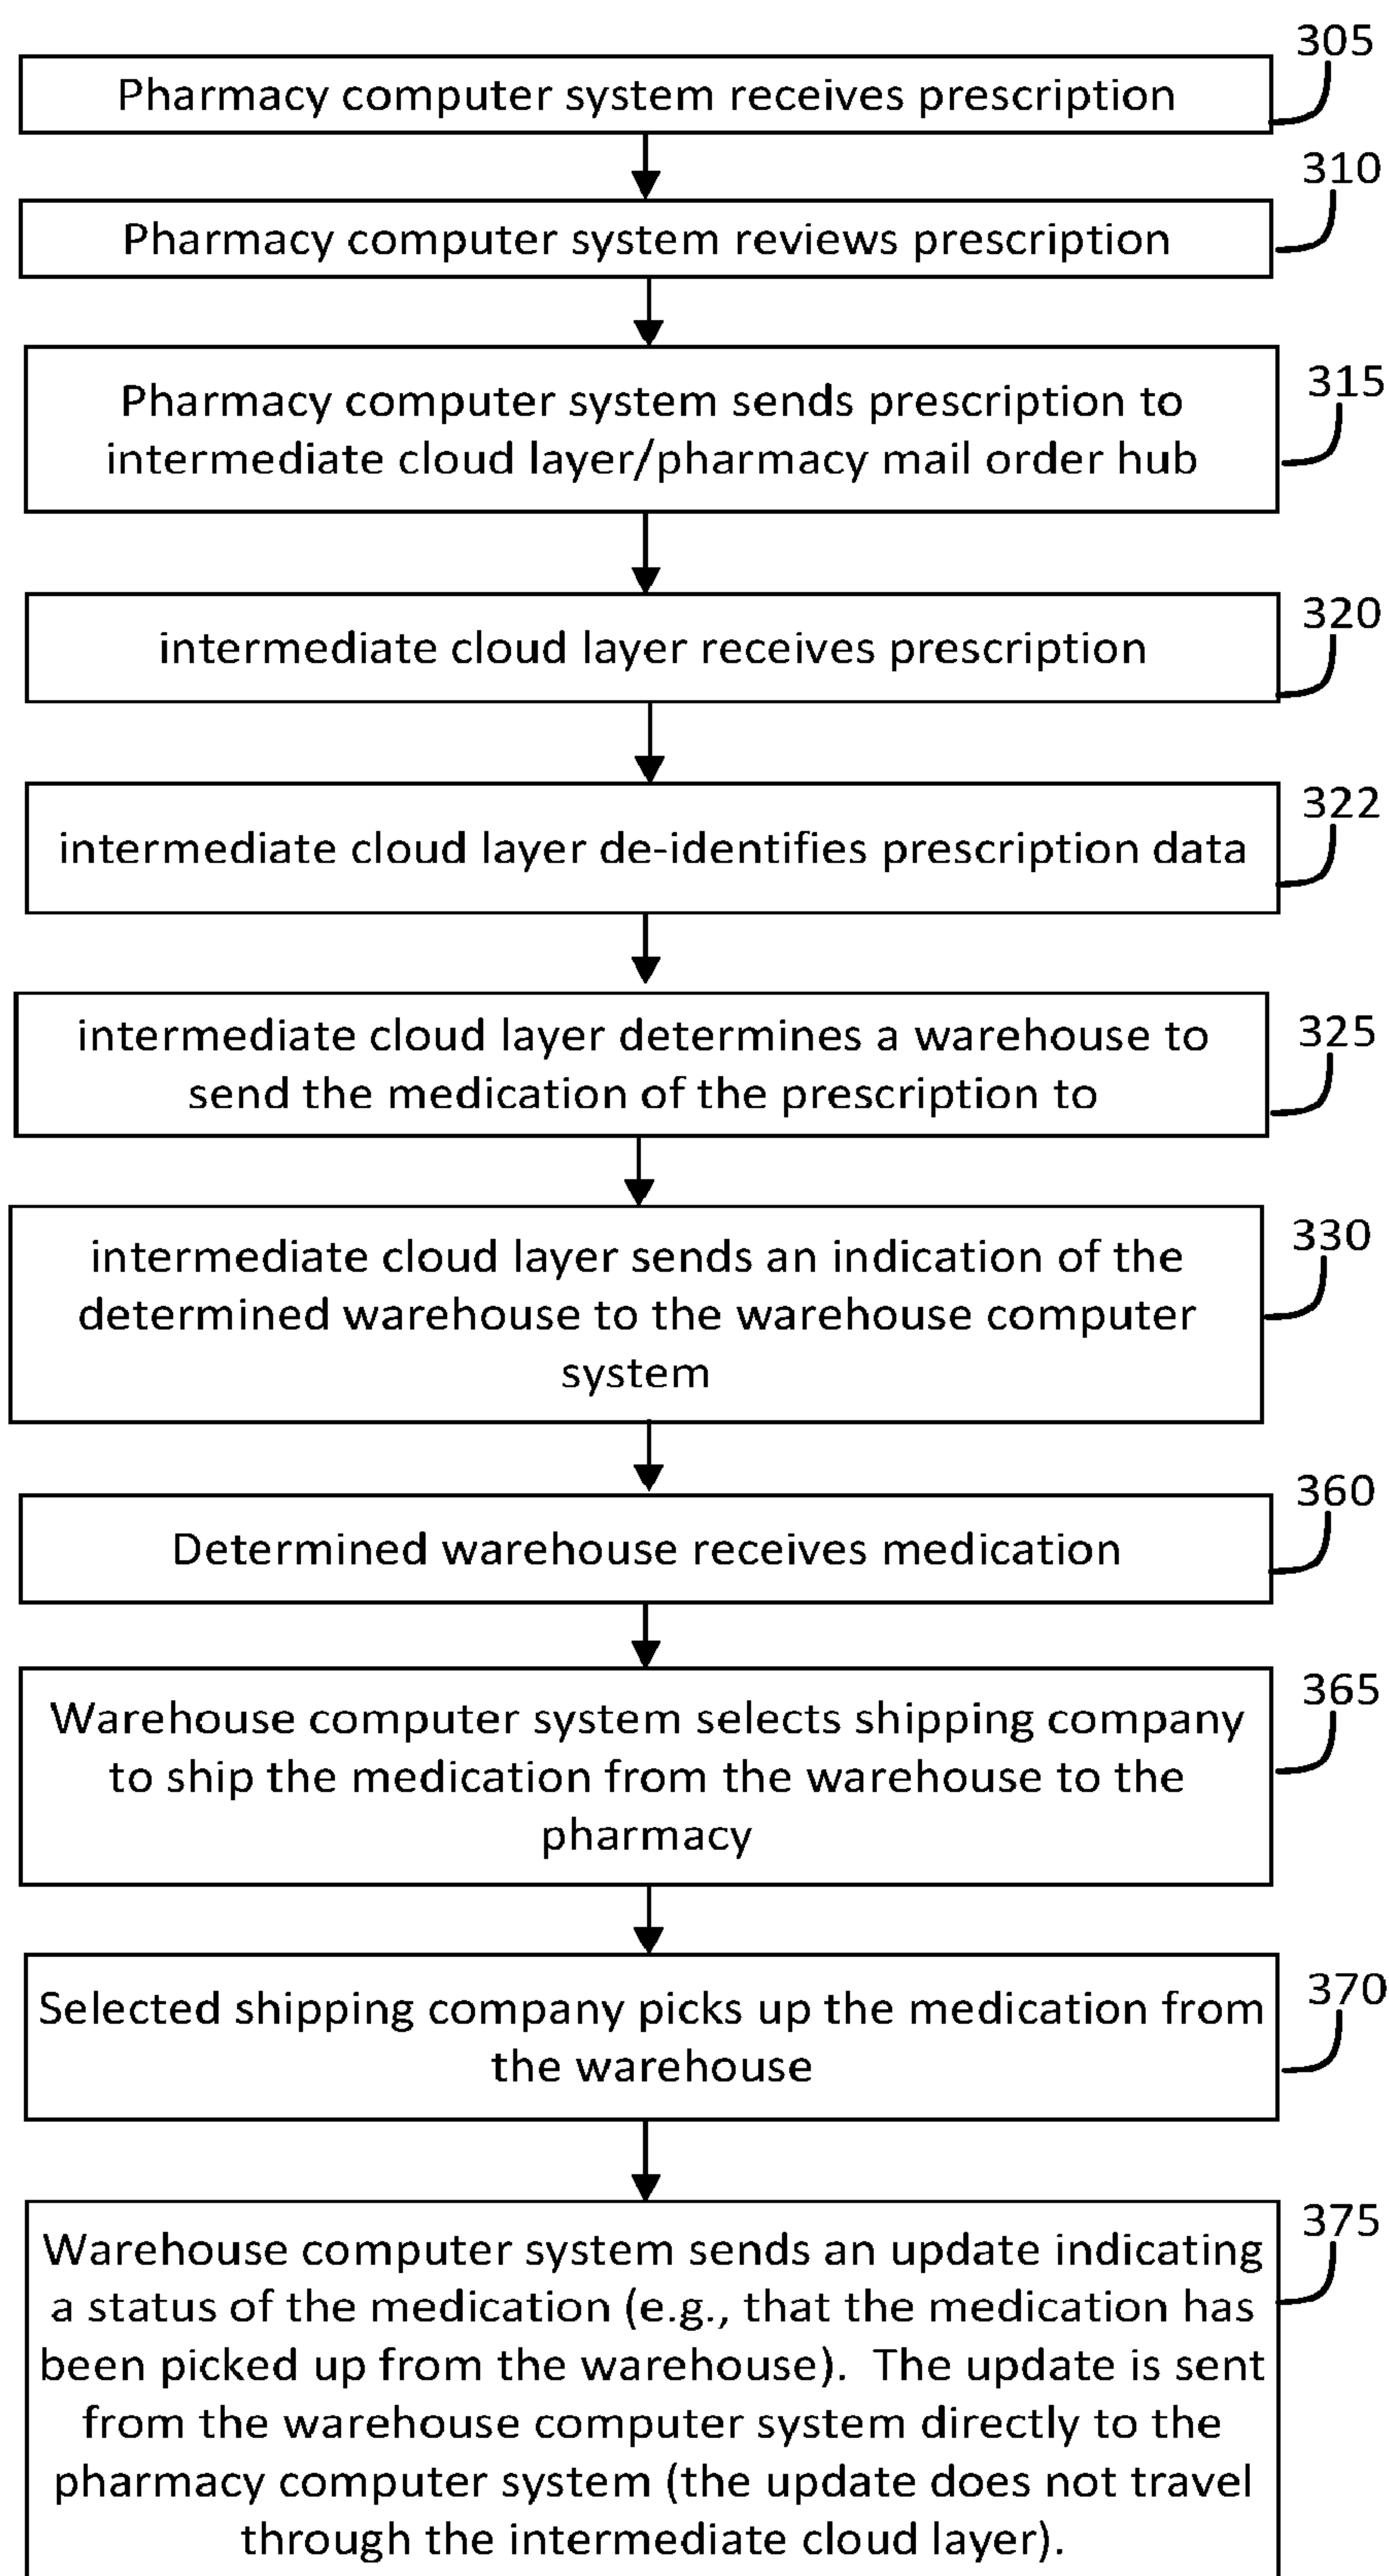 305
Pharmacy computer system receives prescription
310
Pharmacy computer system reviews prescription
315
Pharmacy computer system sends prescription to
intermediate cloud layer/pharmacy mail order hub
320
intermediate cloud layer receives prescription
322
intermediate cloud layer de-identifies prescription data
325
intermediate cloud layer determines a warehouse to
send the medication of the prescription to
330
intermediate cloud layer sends an indication of the
determined warehouse to the warehouse computer
system
360
Determined warehouse receives medication
365
Warehouse computer system selects shipping company
to ship the medication from the warehouse to the
pharmacy
370
Selected shipping company picks up the medication from
the warehouse
375
Warehouse computer system sends an update indicating
a status of the medication (e.g., that the medication has
been picked up from the warehouse).  The update is sent
from the warehouse computer system directly to the
pharmacy computer system (the update does not travel
through the intermediate cloud layer).